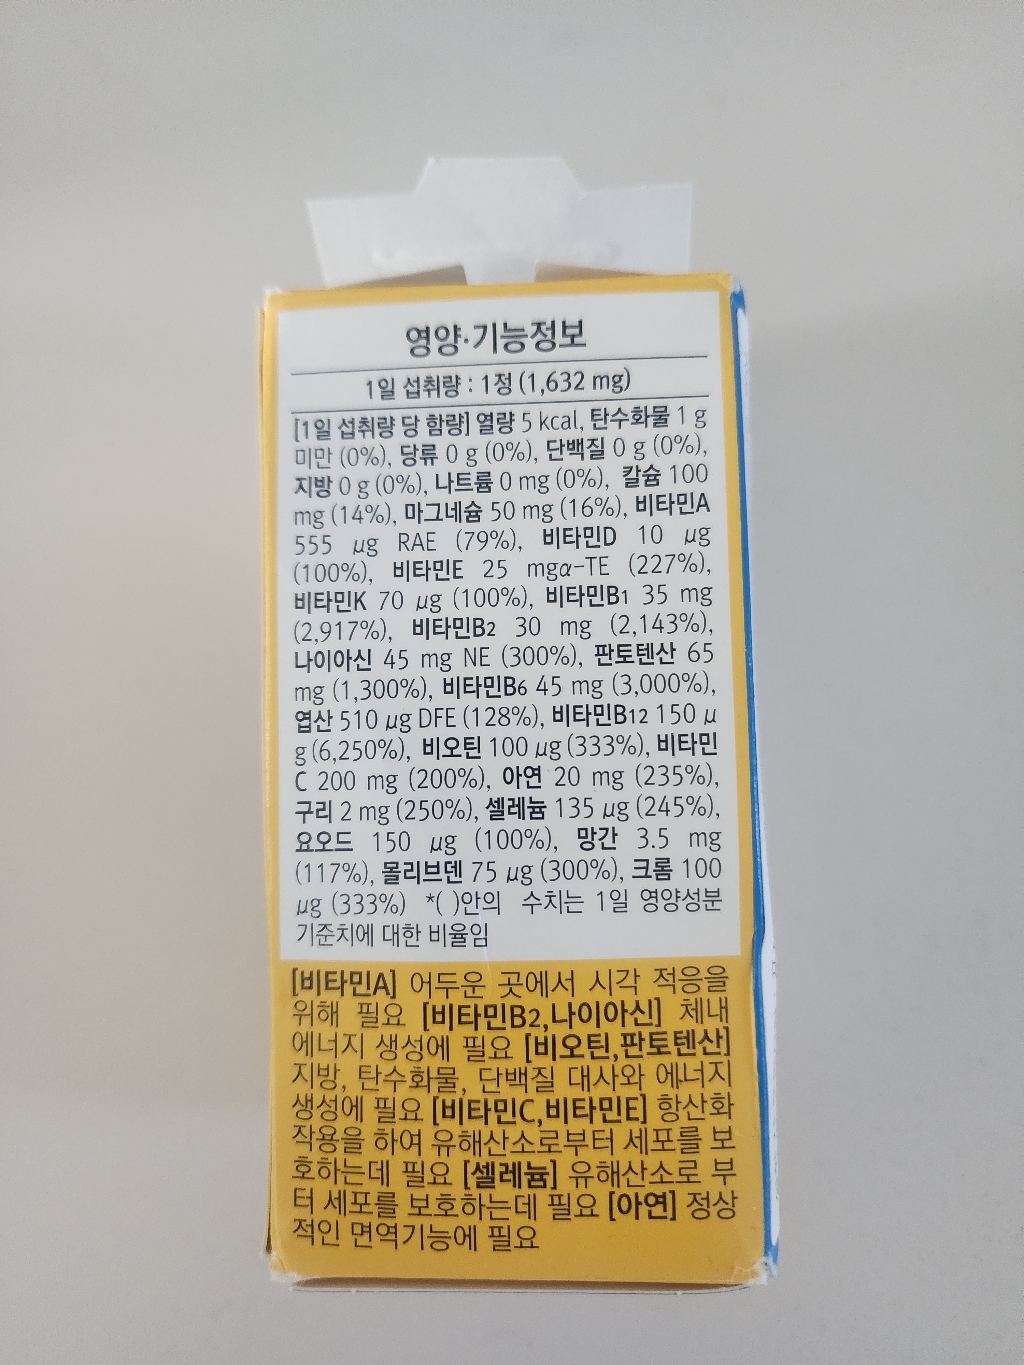 영양·기능정보
1일 섭취량 : 1정 (1,632 mg)
[1일 섭취량 당 함량] 열량 5 kcal, 탄수화물 1 g
미만 (0%), 당류 0 g (0%), 단백질 0 g (0%),
지방 0 g (0%), 나트륨 0 mg (0%), 칼슘 100
mg (14%), 마그네슘 50 mg (16%), 비타민A
555 μg RAE (79%), 비타민D 10 μg
(100%), 비타민E 25 mgα-TE (227%),
비타민K 70 μg (100%), 비타민B1 35 mg
(2,917%), 비타민B2 30 mg (2,143%),
나이아신 45 mg NE (300%), 판토텐산 65
mg (1,300%), 비타민B6 45 mg (3,000%),
엽산 510 μg DFE (128%), 비타민B12 150 μ
g (6,250%), 비오틴 100 μg (333%), 비타민
C 200 mg (200%), 아연 20 mg (235%),
구리 2 mg (250%), 셀레늄 135 μg (245%),
요오드 150 μg (100%), 망간 3.5 mg
(117%), 몰리브덴 75 μg (300%), 크롬 100
μg (333%) *( )안의 수치는 1일 영양성분
기준치에 대한 비율임
[비타민A] 어두운 곳에서 시각 적응을
위해 필요 [비타민B2,나이아신] 체내
에너지 생성에 필요 [비오틴,판토텐산]
지방, 탄수화물, 단백질 대사와 에너지
생성에 필요 [비타민C,비타민E] 항산화
작용을 하여 유해산소로부터 세포를 보
호하는데 필요 [셀레늄] 유해산소로 부
터 세포를 보호하는데 필요 [아연] 정상
적인 면역기능에 필요